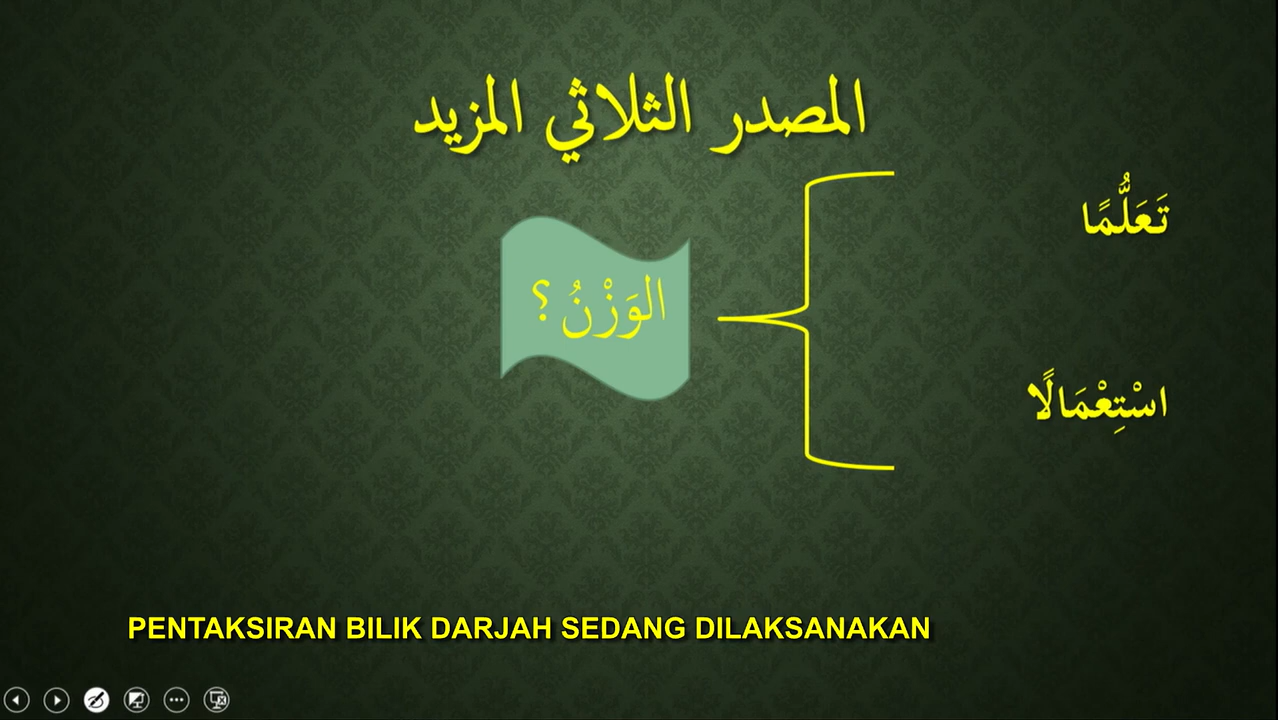 المصدر الثلاثي المزيد
تَعَلُّمًا
الوَزْنُ ؟
اسْتِعْمَالًا
PENTAKSIRAN BILIK DARJAH SEDANG DILAKSANAKAN